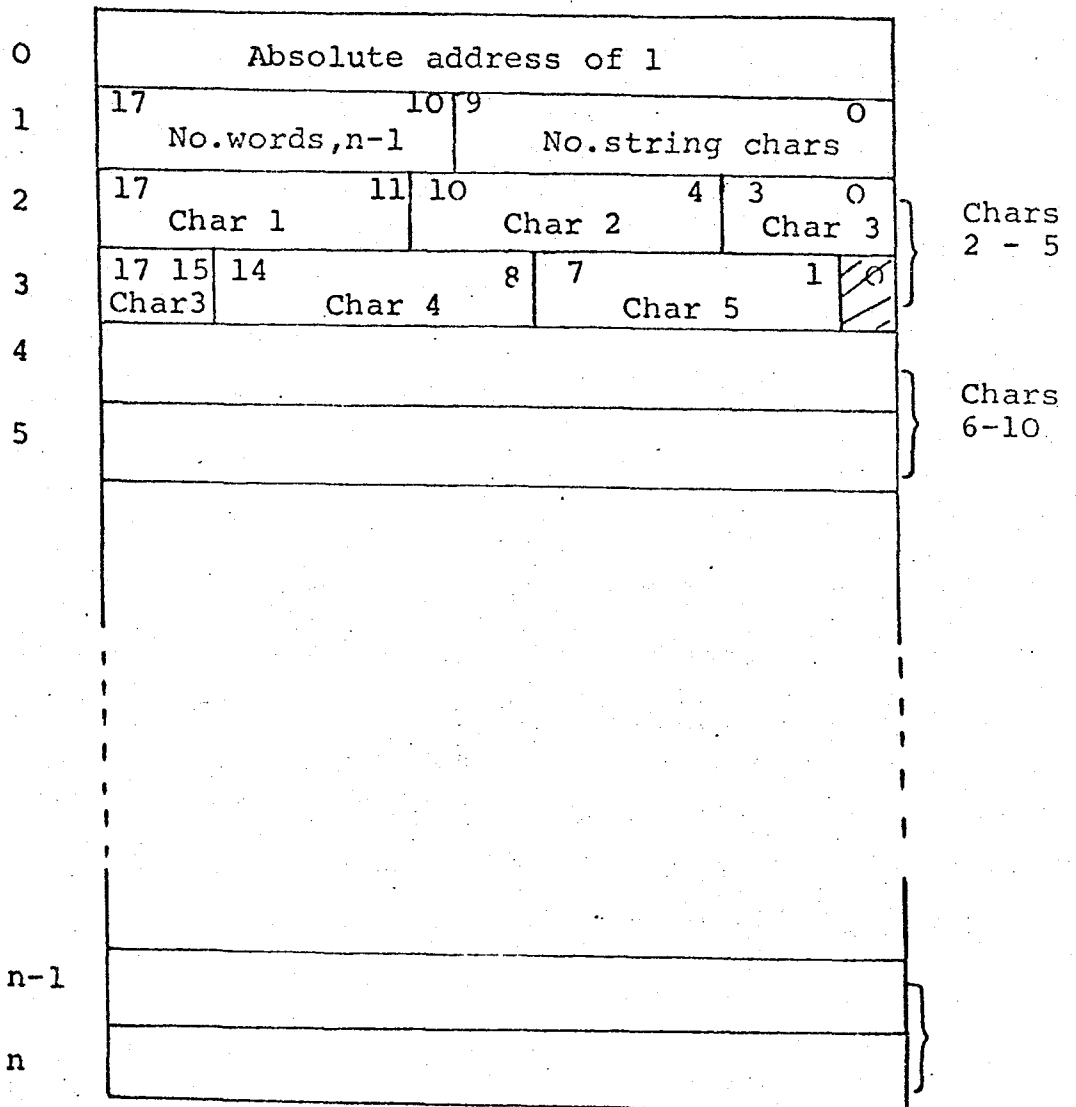 0 Absolute address of 1
17 10 9 0
1 No.words,n-1 No.string chars
17 11 10 4 3 0
2 Char 1 Char 2 Char 3
Chars
2 - 5
17 15 14 8 7 1 0
3 Char3 Char 4 Char 5
4
Chars
6-10
5
n-1
n